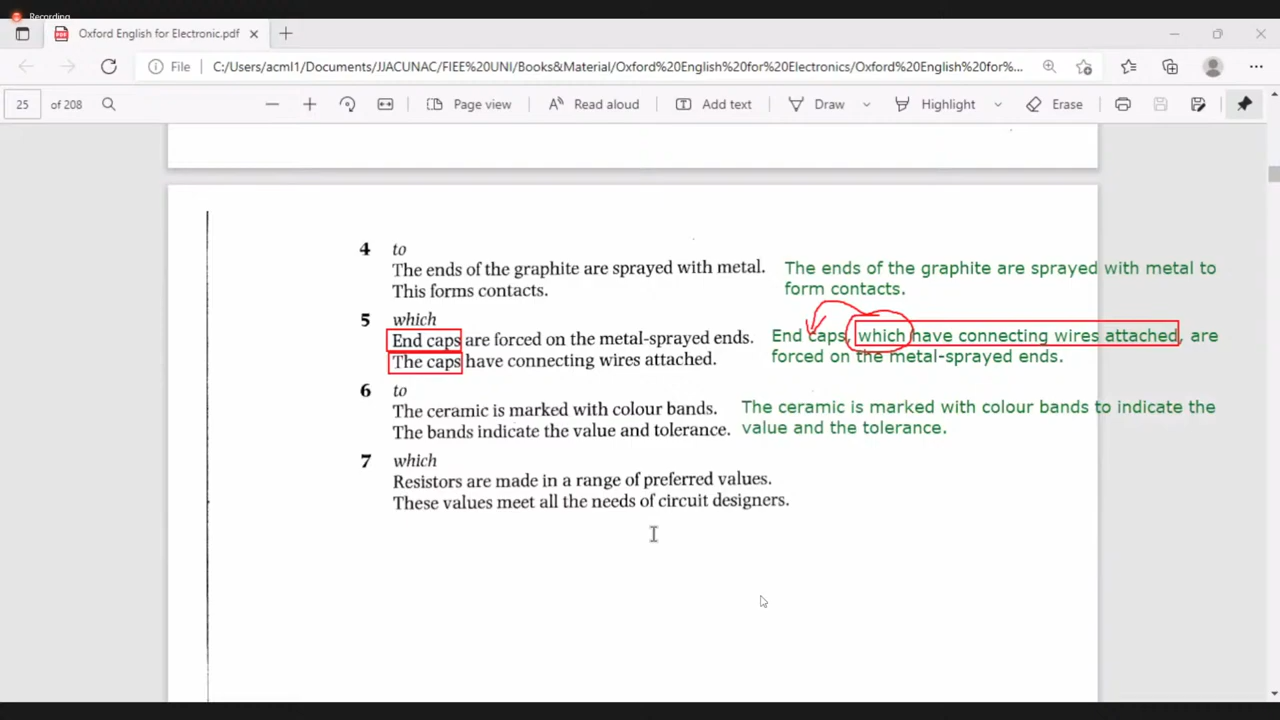 Recording
Oxford English for Electronic.pdf
File
C:/Users/acml1/Documents/JJACUNAC/FIEE%20UNI/Books&Material/Oxford%20English%20for%20Electronics/Oxford%20English%20for%...
25 of 208
Page view
Read aloud
Add text
Draw
Highlight
Erase
4 to
The ends of the graphite are sprayed with metal.
This forms contacts.
The ends of the graphite are sprayed with metal to
form contacts.
5 which
End caps are forced on the metal-sprayed ends.
The caps have connecting wires attached.
End caps, which have connecting wires attached, are
forced on the metal-sprayed ends.
6 to
The ceramic is marked with colour bands.
The bands indicate the value and tolerance.
The ceramic is marked with colour bands to indicate the
value and the tolerance.
7 which
Resistors are made in a range of preferred values.
These values meet all the needs of circuit designers.